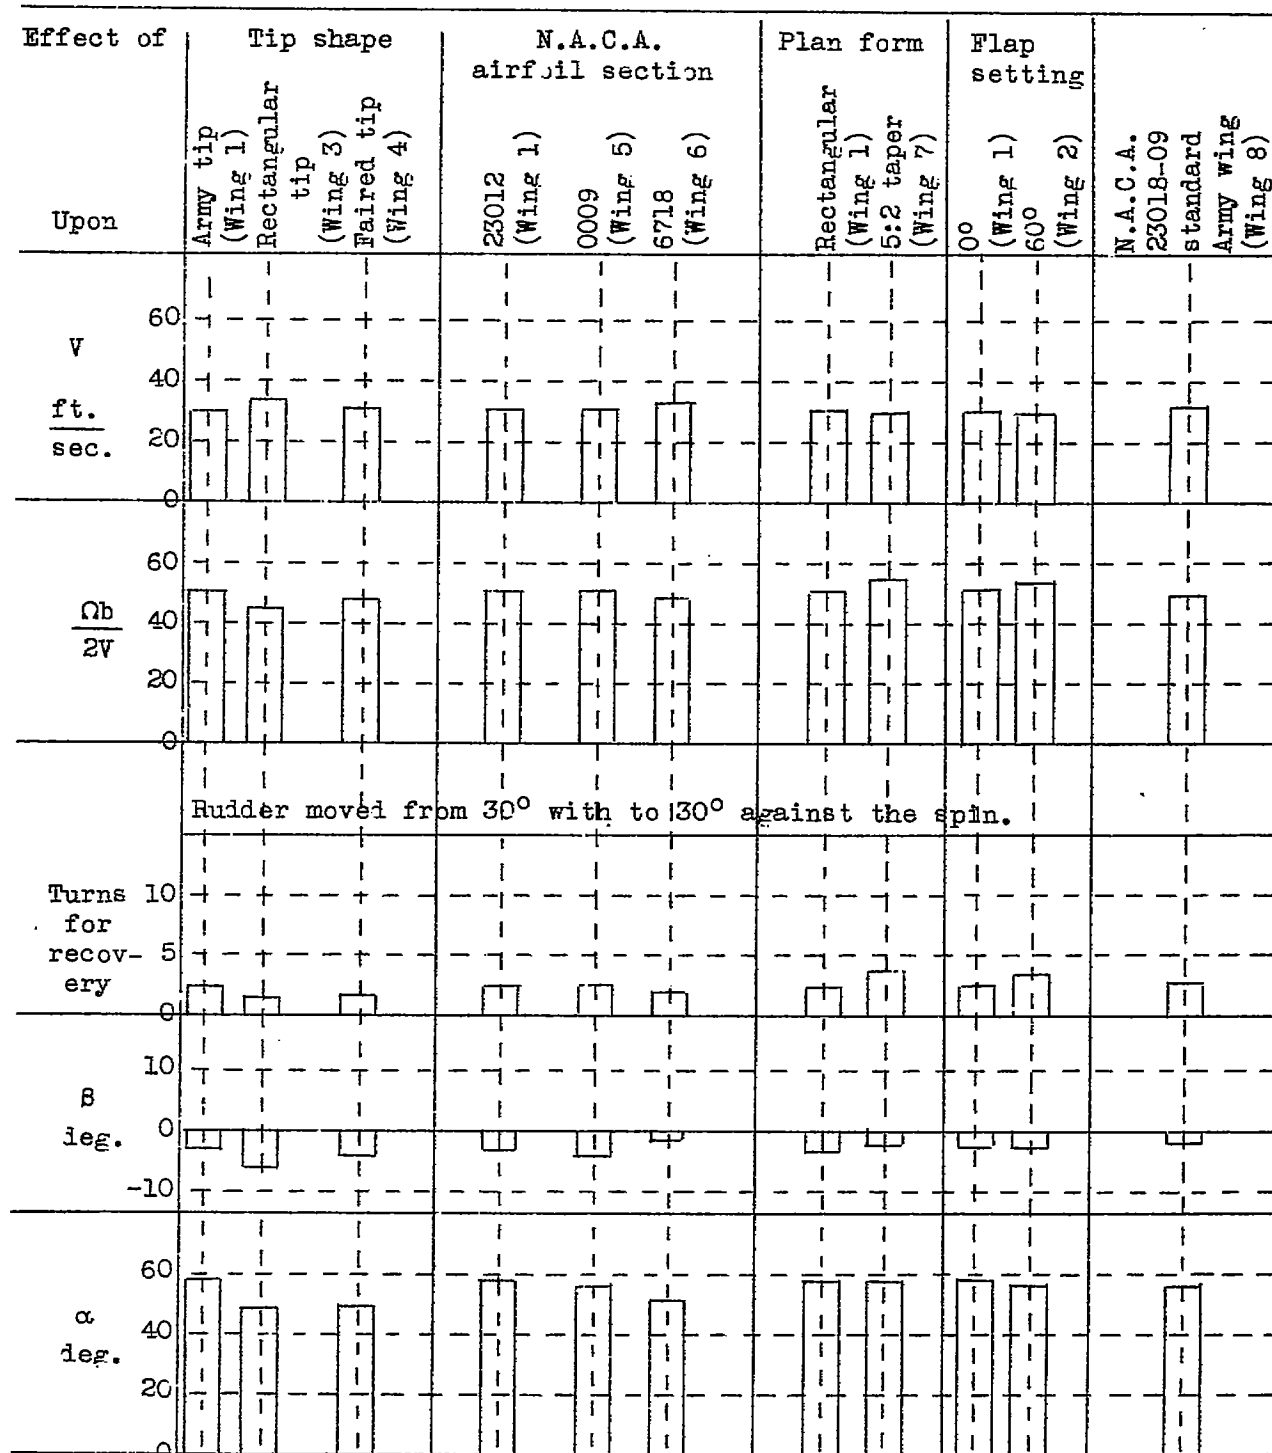 Effect of
Tip shape
N.A.C.A.
airfoil section
Plan form
Flap
setting
Upon
Army tip
(Wing 1)
Rectangular
tip
(Wing 3)
Faired tip
(Wing 4)
23012
(Wing 1)
0009
(Wing 5)
6718
(Wing 6)
Rectangular
(Wing 1)
5:2 taper
(Wing 7)
0°
(Wing 1)
60°
(Wing 2)
N.A.C.A.
23018-09
standard
Army wing
(Wing 8)
V
ft.
sec.
60
40
20
0
Ωb
2V
60
40
20
0
Rudder moved from 30° with to 30° against the spin.
Turns
for
recov-
ery
10
5
0
β
deg.
10
0
-10
α
deg.
60
40
20
0